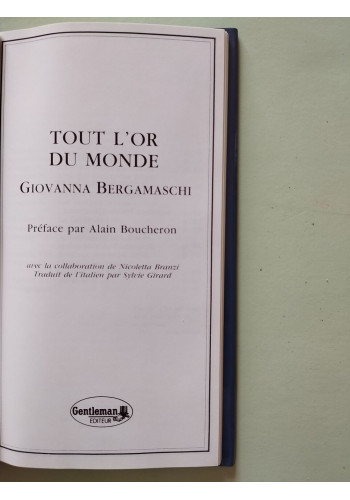 TOUT L'OR
DU MONDE
GIOVANNA BERGAMASCHI
Préface par Alain Boucheron
avec la collaboration de Nicoletta Branzi
Traduit de l'italien par Sylvie Girard
Gentleman
EDITEUR